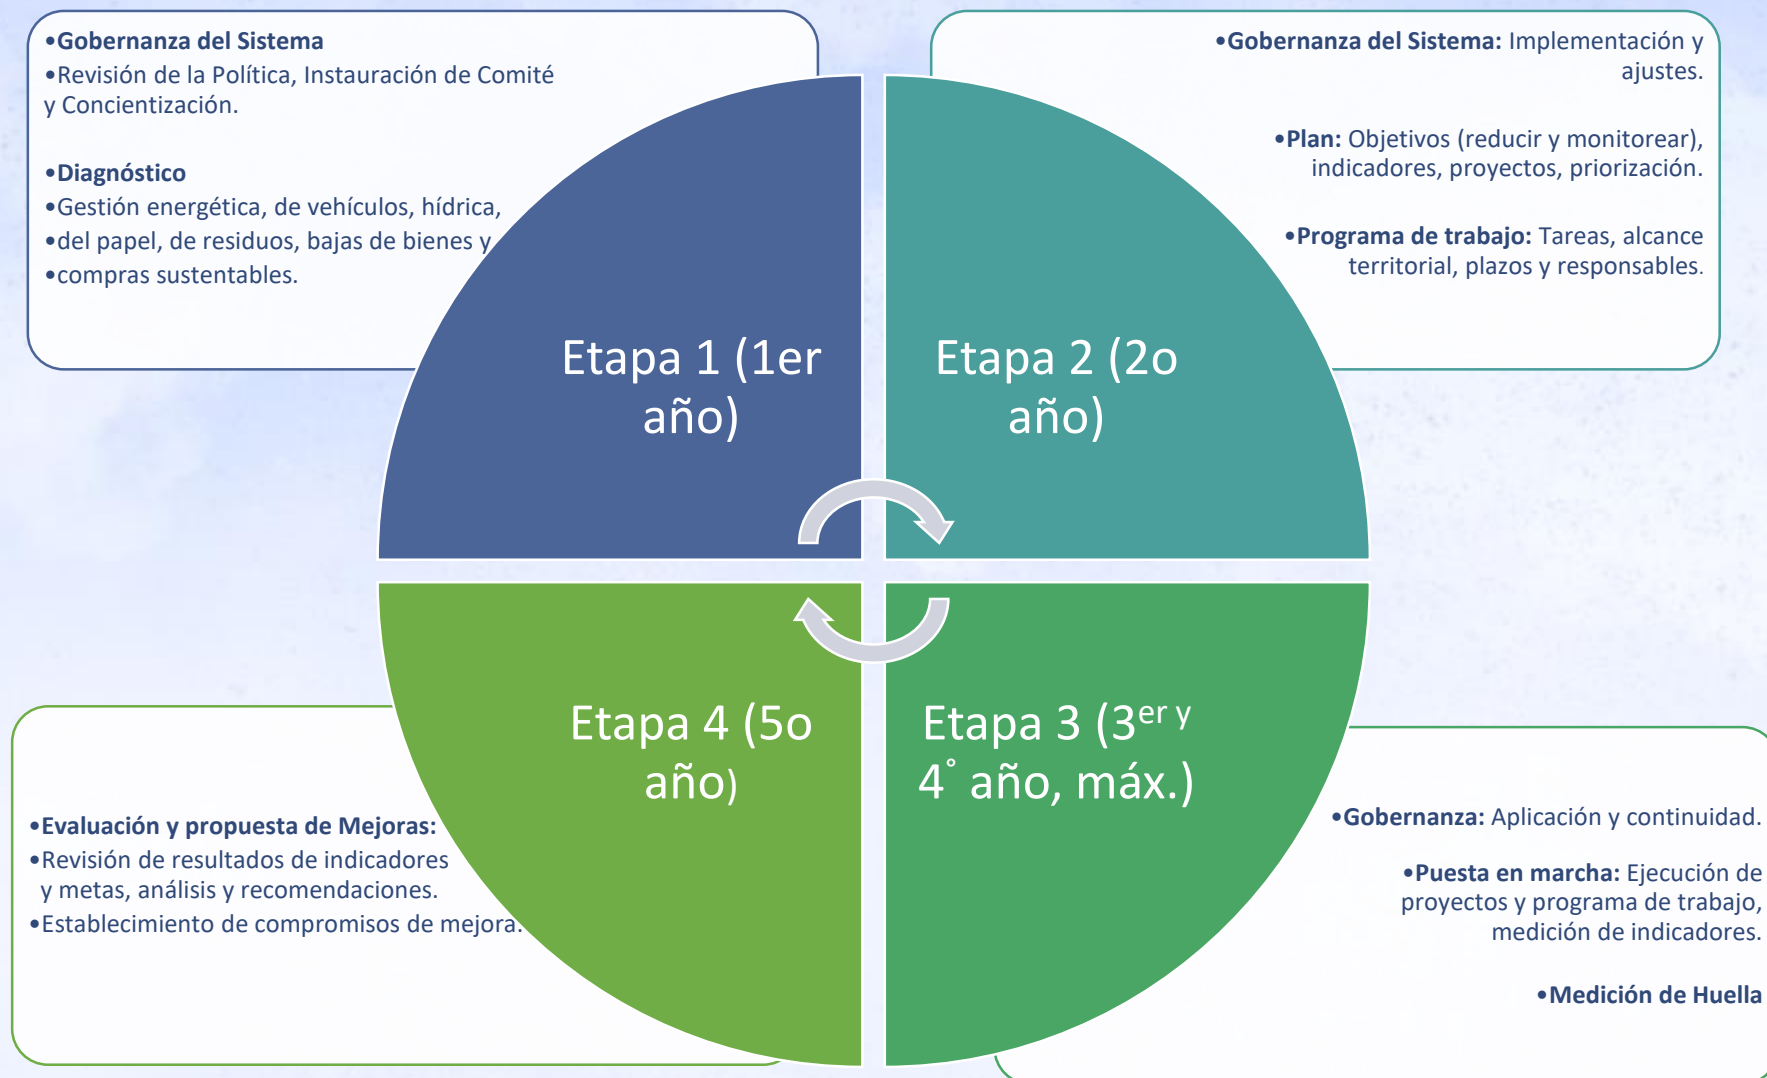 •Gobernanza del Sistema
•Revisión de la Política, Instauración de Comité
y Concientización.
•Diagnóstico
•Gestión energética, de vehículos, hídrica,
•del papel, de residuos, bajas de bienes y
•compras sustentables.
•Gobernanza del Sistema: Implementación y
ajustes.
•Plan: Objetivos (reducir y monitorear),
indicadores, proyectos, priorización.
•Programa de trabajo: Tareas, alcance
territorial, plazos y responsables.
Etapa 1 (1er
año)
Etapa 2 (2o
año)
Etapa 4 (5o
año)
Etapa 3 (3er y
4° año, máx.)
•Evaluación y propuesta de Mejoras:
•Revisión de resultados de indicadores
y metas, análisis y recomendaciones.
•Establecimiento de compromisos de mejora.
•Gobernanza: Aplicación y continuidad.
•Puesta en marcha: Ejecución de
proyectos y programa de trabajo,
medición de indicadores.
•Medición de Huella